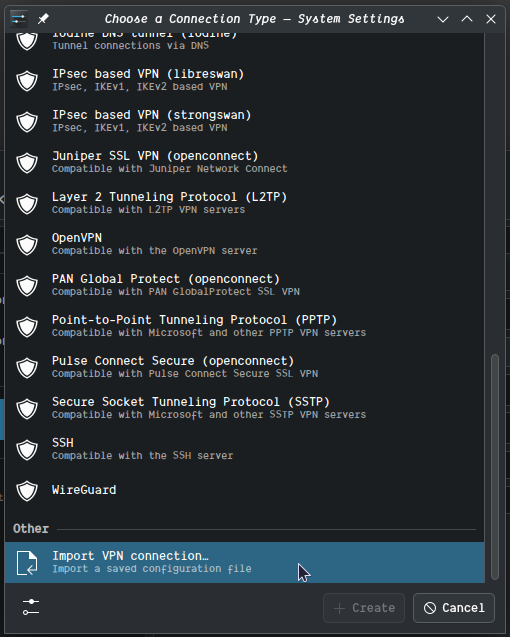 Choose a Connection Type — System Settings
Iodine DNS tunnel (iodine)
Tunnel connections via DNS
IPsec based VPN (libreswan)
IPsec, IKEv1, IKEv2 based VPN
IPsec based VPN (strongswan)
IPsec, IKEv1, IKEv2 based VPN
Juniper SSL VPN (openconnect)
Compatible with Juniper Network Connect
Layer 2 Tunneling Protocol (L2TP)
Compatible with L2TP VPN servers
OpenVPN
Compatible with the OpenVPN server
PAN Global Protect (openconnect)
Compatible with PAN GlobalProtect SSL VPN
Point-to-Point Tunneling Protocol (PPTP)
Compatible with Microsoft and other PPTP VPN servers
Pulse Connect Secure (openconnect)
Compatible with Pulse Connect Secure SSL VPN
Secure Socket Tunneling Protocol (SSTP)
Compatible with Microsoft and other SSTP VPN servers
SSH
Compatible with the SSH server
WireGuard
Other
Import VPN connection…
Import a saved configuration file
+ Create
Cancel